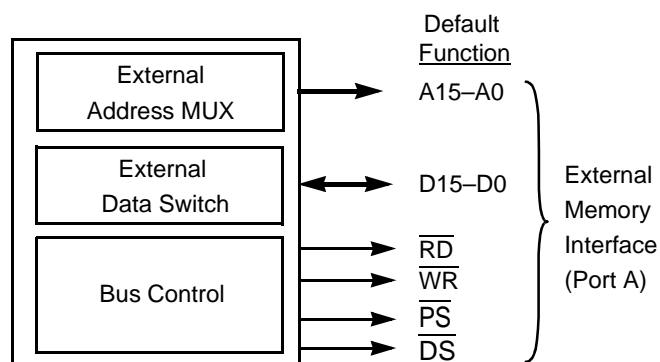 Default
Function
External
Address MUX
A15–A0
External
Data Switch
D15–D0
External
Memory
Interface
(Port A)
Bus Control
RD
WR
PS
DS